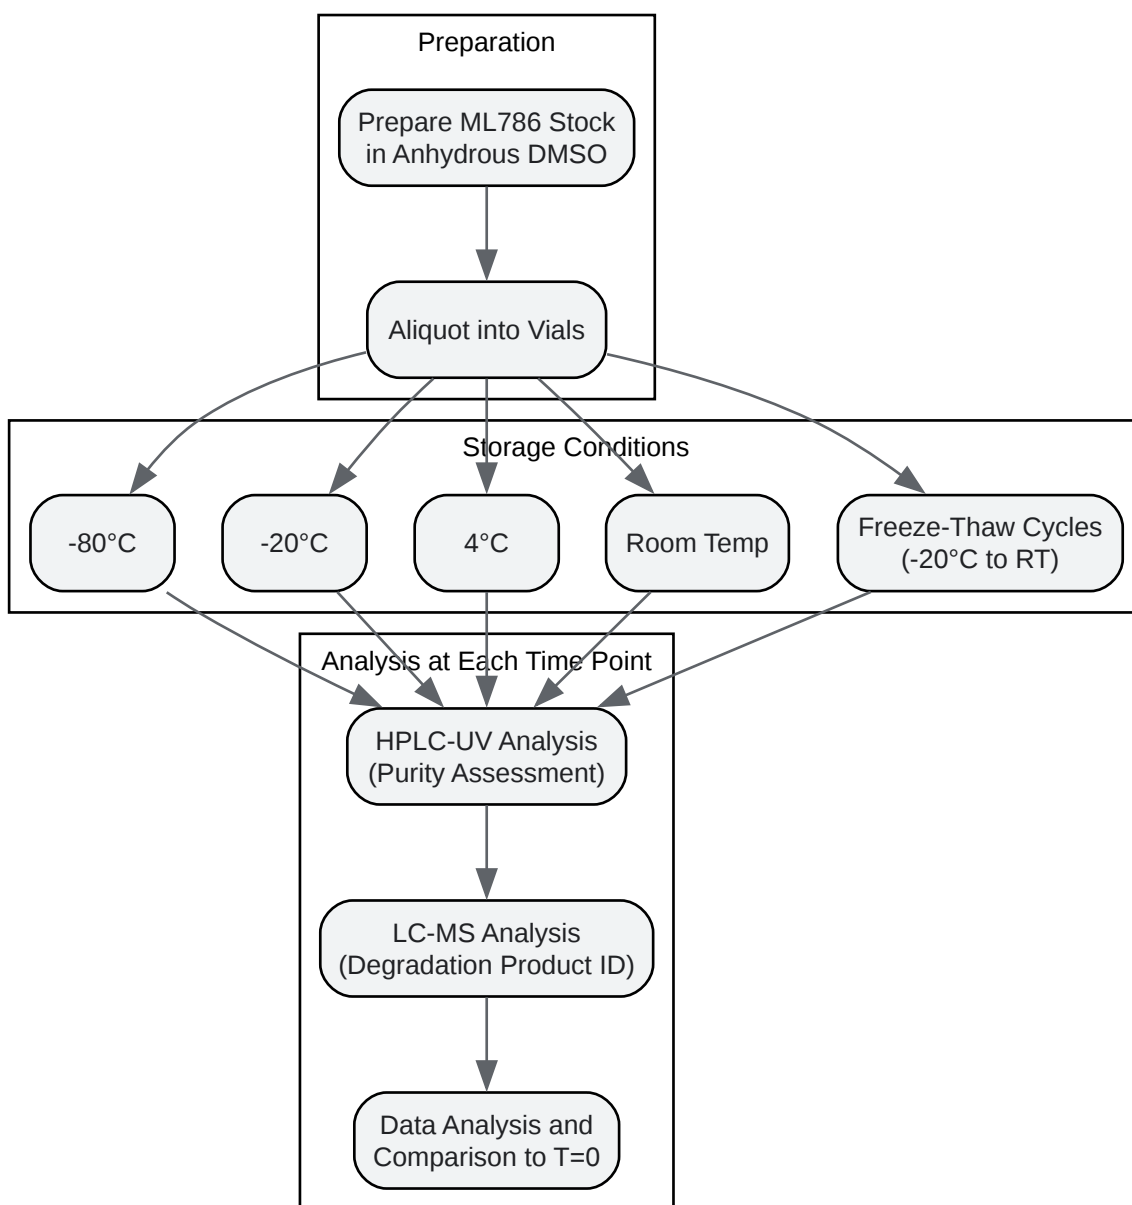 Preparation
Prepare ML786 Stock
in Anhydrous DMSO
Aliquot into Vials
Storage Conditions
-80°C
-20°C
4°C
Room Temp
Freeze-Thaw Cycles
(-20°C to RT)
Analysis at Each Time Point
HPLC-UV Analysis
(Purity Assessment)
LC-MS Analysis
(Degradation Product ID)
Data Analysis and
Comparison to T=0